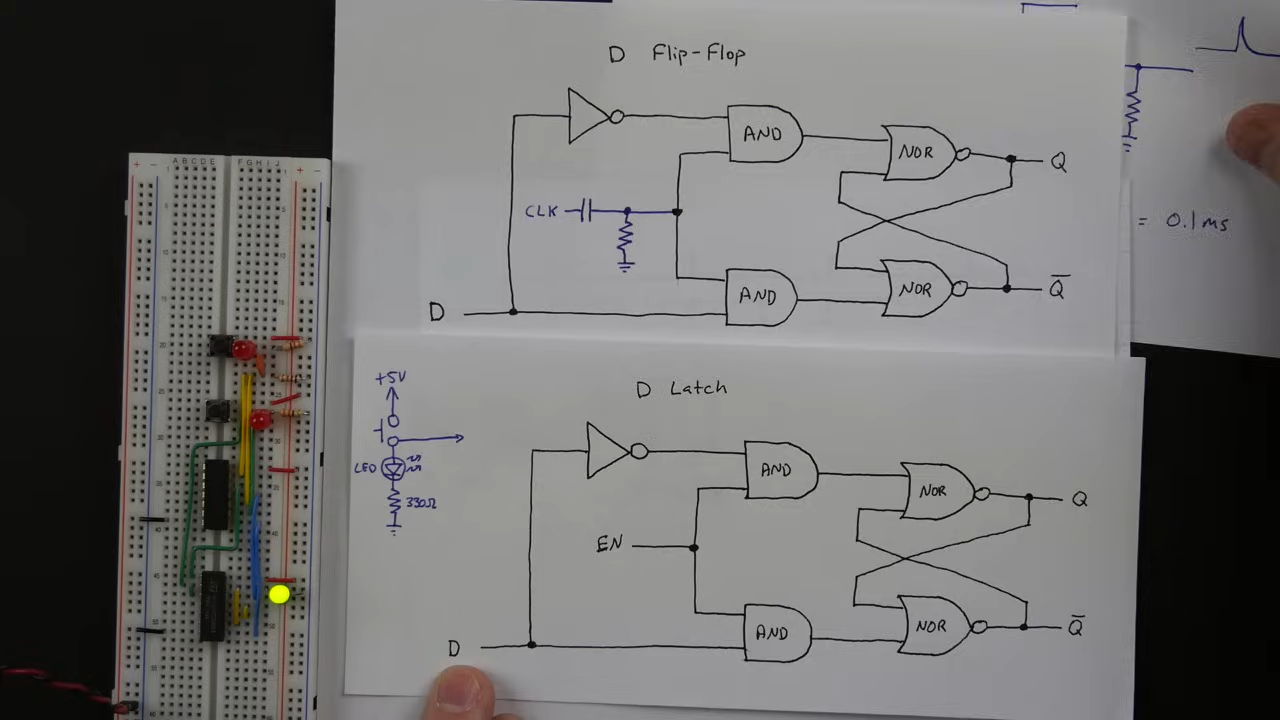 D Flip-Flop
AND
NOR
Q
CLK
= 0.1ms
AND
NOR
Q̅
D
+5V
D Latch
LED
330Ω
AND
NOR
Q
EN
AND
NOR
Q̅
D